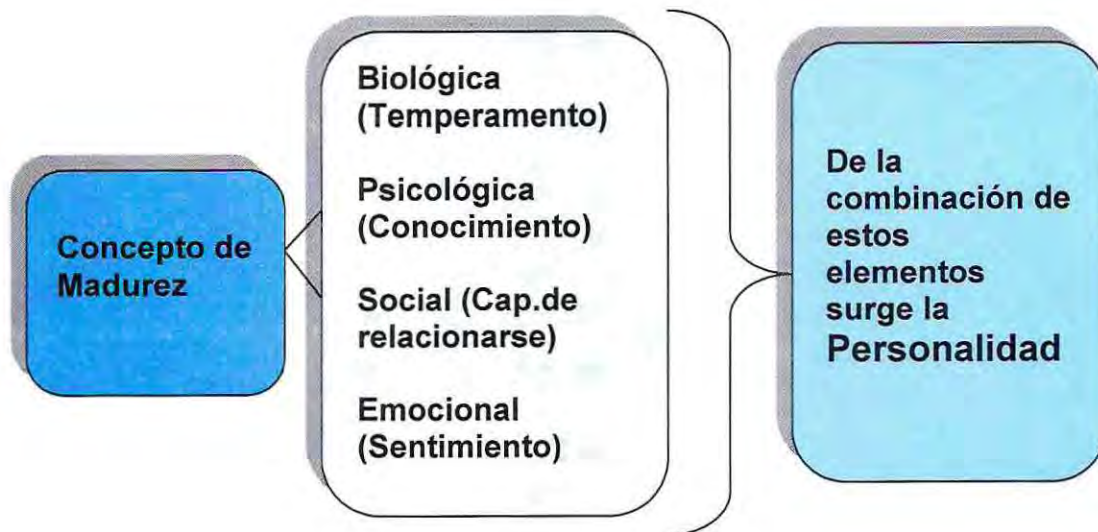 Concepto de
Madurez
Biológica
(Temperamento)
Psicológica
(Conocimiento)
Social (Cap.de
relacionarse)
Emocional
(Sentimiento)
De la
combinación de
estos
elementos
surge la
Personalidad